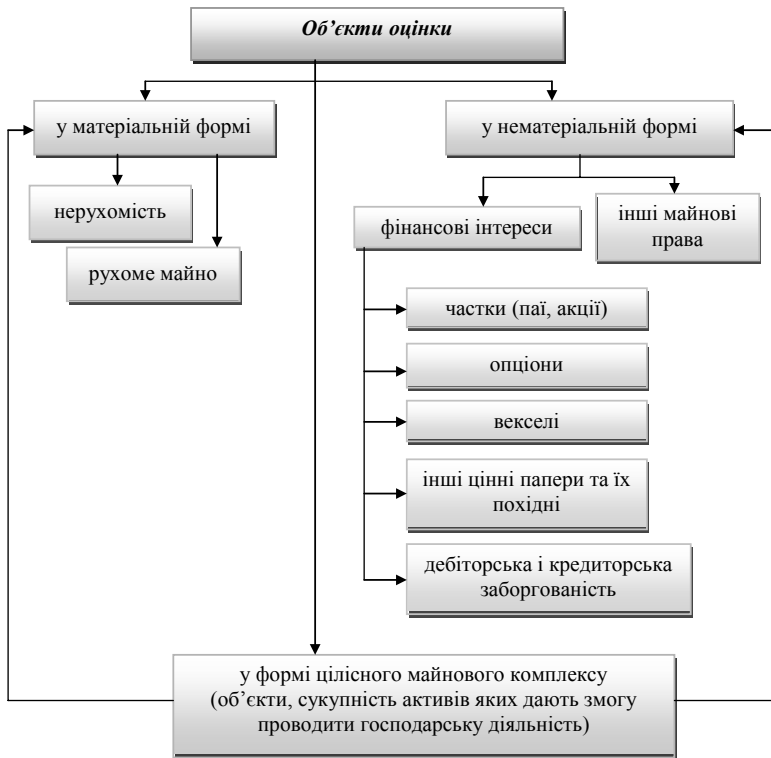 Об’єкти оцінки
у матеріальній формі
у нематеріальній формі
нерухомість
рухоме майно
фінансові інтереси
інші майнові
права
частки (паї, акції)
опціони
векселі
інші цінні папери та їх
похідні
дебіторська і кредиторська
заборгованість
у формі цілісного майнового комплексу
(об’єкти, сукупність активів яких дають змогу
проводити господарську діяльність)